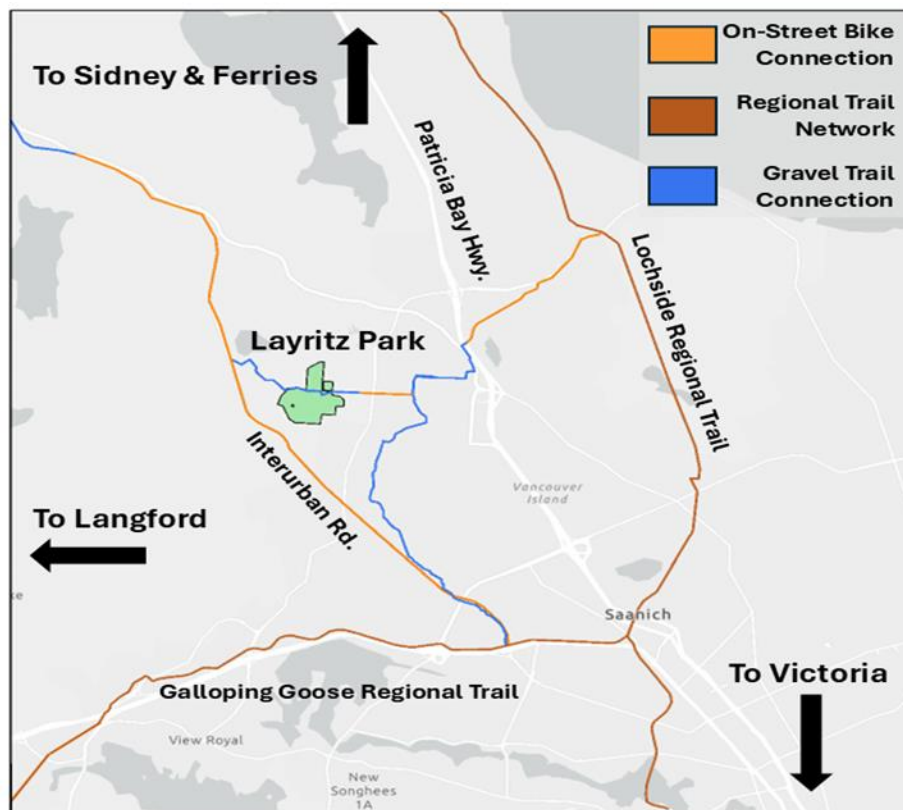 To Sidney & Ferries
Patricia Bay Hwy.
On-Street Bike
Connection
Regional Trail
Network
Gravel Trail
Connection
Lochside Regional Trail
Layritz Park
Interurban Rd.
Vancouver
Island
To Langford
Saanich
To Victoria
Galloping Goose Regional Trail
View Royal
New
Songhees
1A